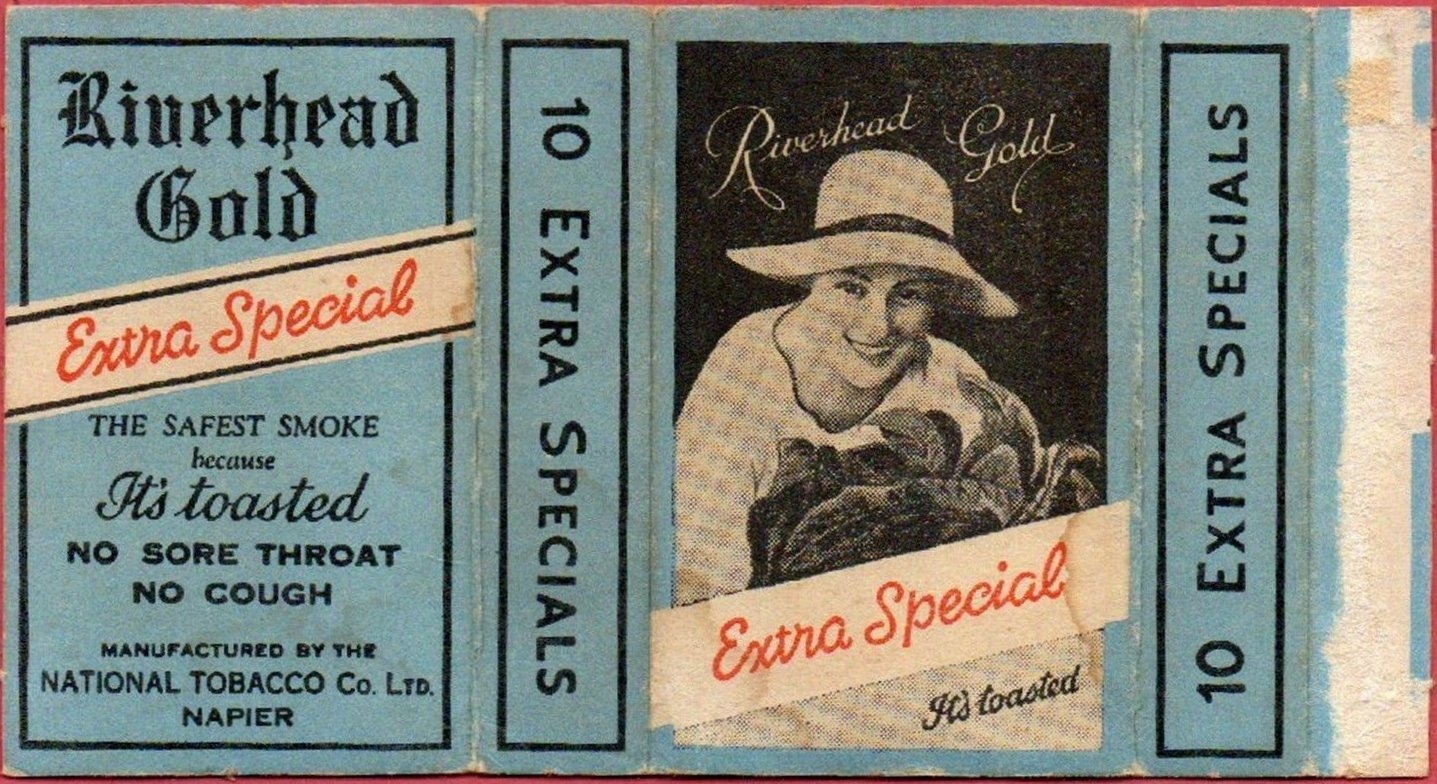 Riverhead
Gold
Extra Special
THE SAFEST SMOKE
because
It's toasted
NO SORE THROAT
NO COUGH
MANUFACTURED BY THE
NATIONAL TOBACCO Co. LTD.
NAPIER
10 EXTRA SPECIALS
Riverhead Gold
Extra Special
It's toasted
10 EXTRA SPECIALS